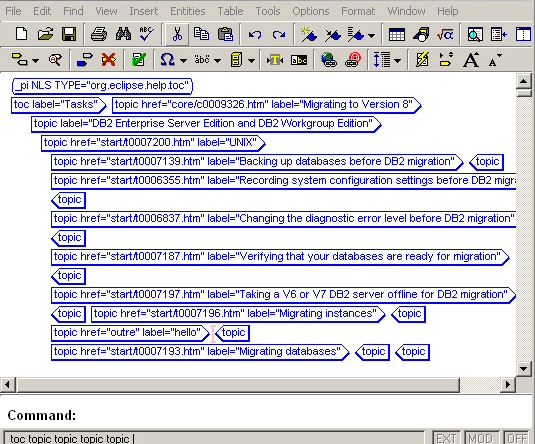 File Edit Find View Insert Entities Table Tools Options Format Window Help
_pi NLS TYPE="org.eclipse.help.toc"
toc label="Tasks" topic href="core/c0009326.htm" label="Migrating to Version 8"
topic label="DB2 Enterprise Server Edition and DB2 Workgroup Edition"
topic href="start/t0007200.htm" label="UNIX"
topic href="start/t0007139.htm" label="Backing up databases before DB2 migration" topic
topic href="start/t0006355.htm" label="Recording system configuration settings before DB2 migra
topic
topic href="start/t0006837.htm" label="Changing the diagnostic error level before DB2 migration"
topic
topic href="start/t0007187.htm" label="Verifying that your databases are ready for migration"
topic
topic href="start/t0007197.htm" label="Taking a V6 or V7 DB2 server offline for DB2 migration"
topic topic href="start/t0007196.htm" label="Migrating instances" topic
topic href="outre" label="hello" topic
topic href="start/t0007193.htm" label="Migrating databases" topic topic
Command:
toc topic topic topic topic EXT MOD OFF